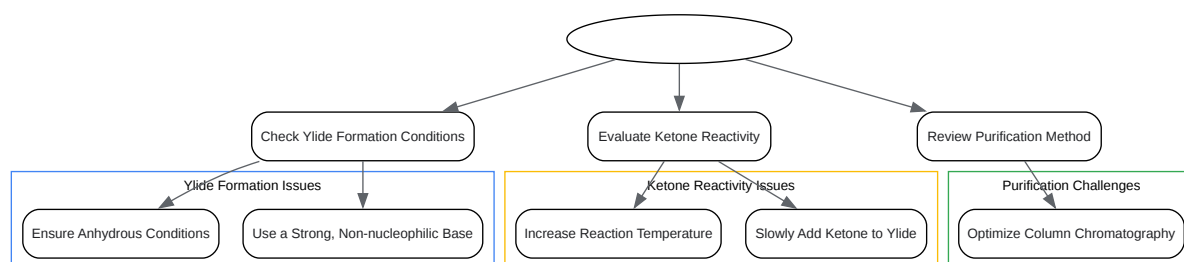 Check Ylide Formation Conditions
Evaluate Ketone Reactivity
Review Purification Method
Ylide Formation Issues
Ketone Reactivity Issues
Purification Challenges
Ensure Anhydrous Conditions
Use a Strong, Non-nucleophilic Base
Increase Reaction Temperature
Slowly Add Ketone to Ylide
Optimize Column Chromatography